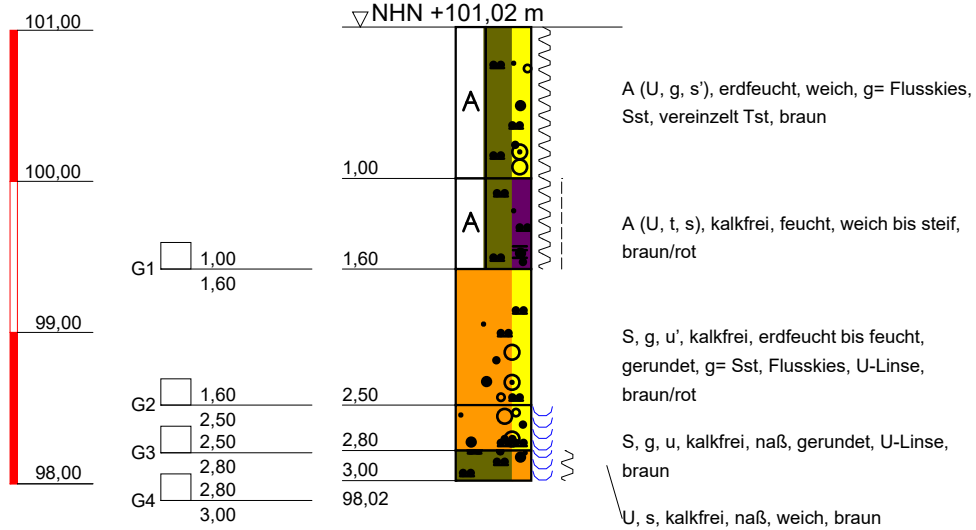 NHN +101,02 m
101,00
A
A (U, g, s'), erdfeucht, weich, g= Flusskies,
Sst, vereinzelt Tst, braun
1,00
100,00
A
A (U, t, s), kalkfrei, feucht, weich bis steif,
braun/rot
G1
1,00
1,60
1,60
99,00
S, g, u', kalkfrei, erdfeucht bis feucht,
gerundet, g= Sst, Flusskies, U-Linse,
braun/rot
G2
1,60
2,50
2,50
G3
2,50
2,80
2,80
S, g, u, kalkfrei, naß, gerundet, U-Linse,
braun
98,00
G4
2,80
3,00
3,00
98,02
U, s, kalkfrei, naß, weich, braun